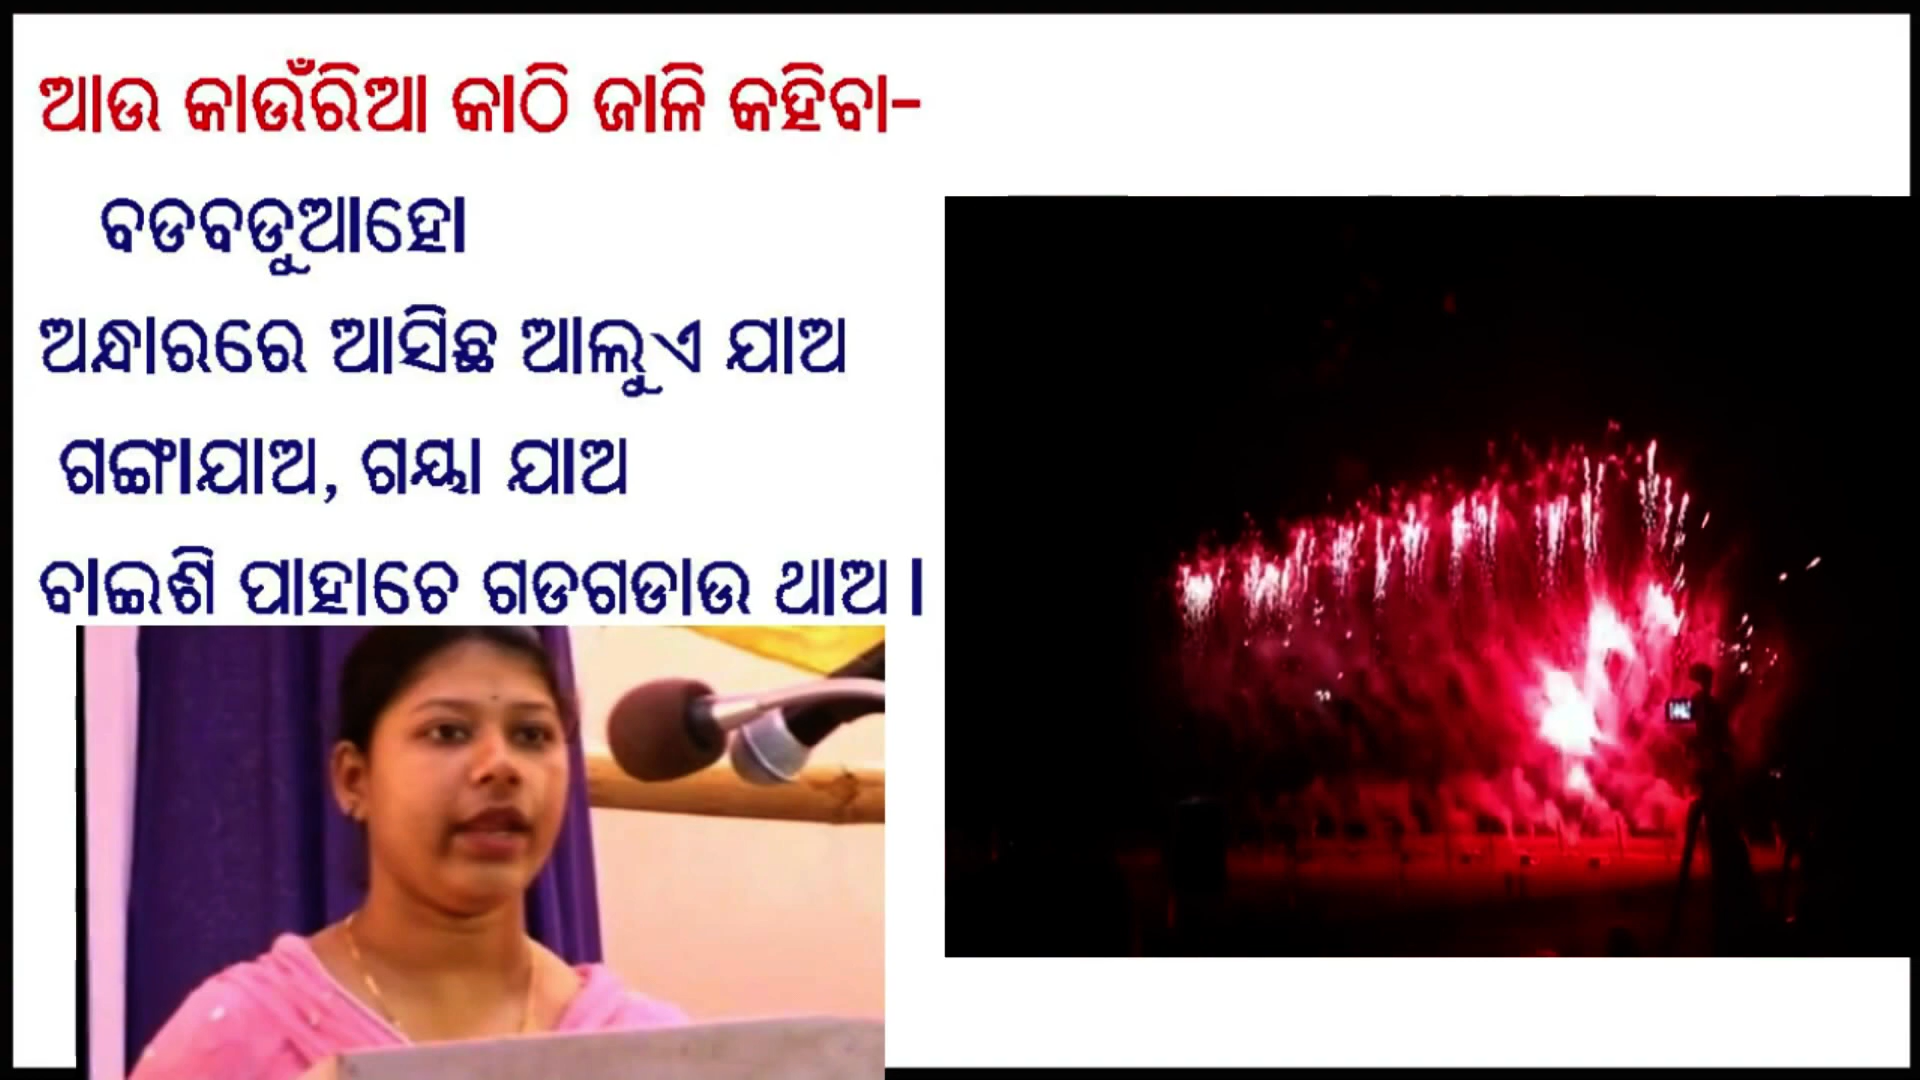 ଆଉ କାଉଁରିଆ କାଠି ଜାଳି କହିବା-
ବଡବଡୁଆହୋ
ଅନ୍ଧାରରେ ଆସିଛ ଆଲୁଏ ଯାଅ
ଗଙ୍ଗାଯାଅ, ଗୟା ଯାଅ
ବାଇଶି ପାହାଚେ ଗଡଗଡାଉ ଥାଅ।